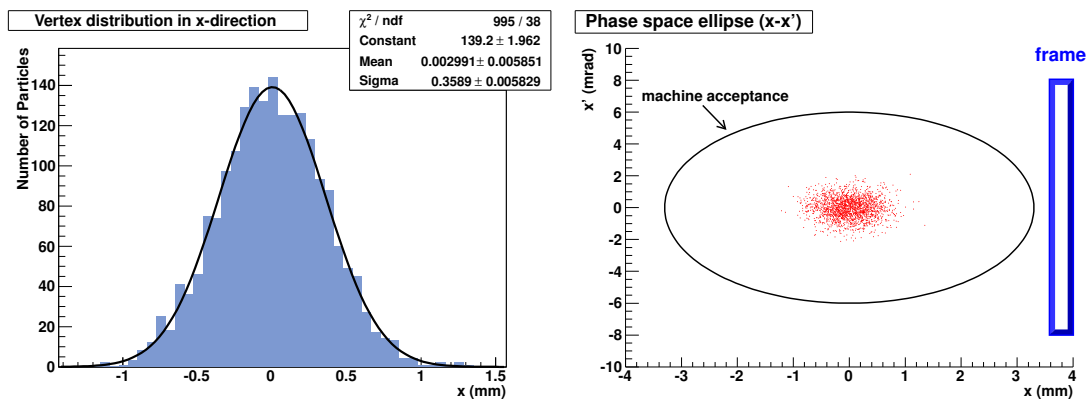 Vertex distribution in x-direction
χ² / ndf 995 / 38
Constant 139.2 ± 1.962
Mean 0.002991 ± 0.005851
Sigma 0.3589 ± 0.005829
Number of Particles
140
120
100
80
60
40
20
0
-1 -0.5 0 0.5 1 1.5
x (mm)
Phase space ellipse (x-x')
frame
machine acceptance
x' (mrad)
10
8
6
4
2
0
-2
-4
-6
-8
-10
-4 -3 -2 -1 0 1 2 3 4
x (mm)